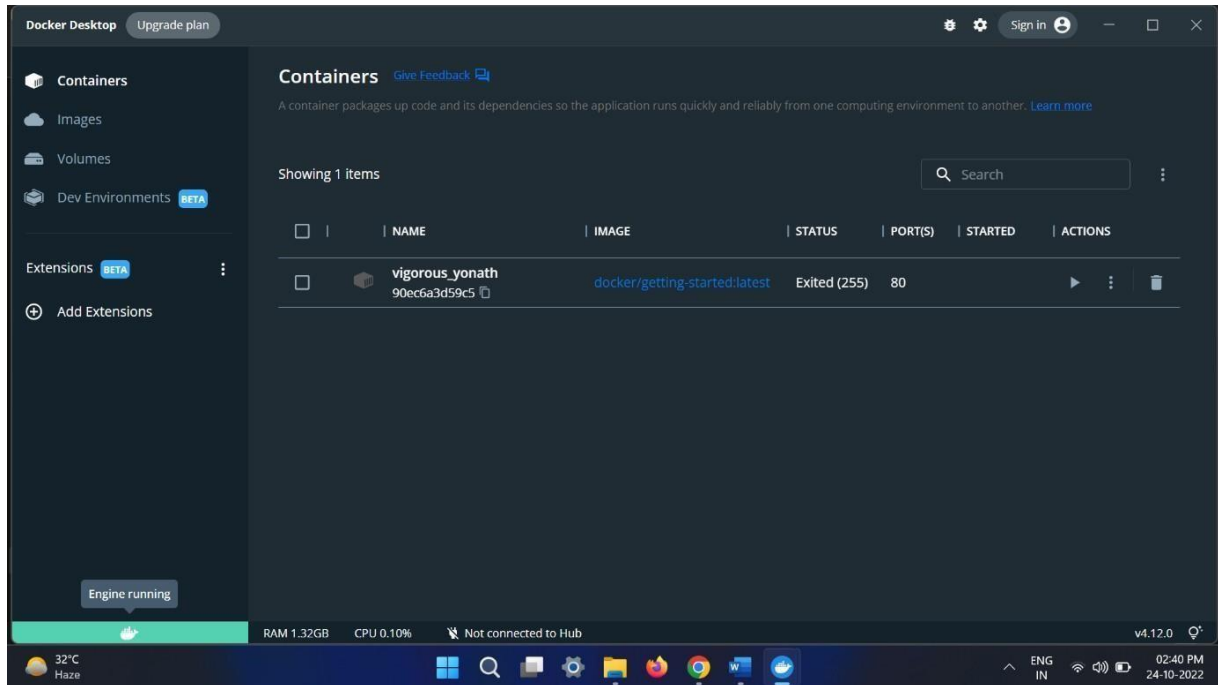 Docker Desktop Upgrade plan Sign in
Containers
Images
Volumes
Dev Environments BETA
Extensions BETA
Add Extensions
Containers Give Feedback
A container packages up code and its dependencies so the application runs quickly and reliably from one computing environment to another. Learn more
Showing 1 items
Search
NAME IMAGE STATUS PORT(S) STARTED ACTIONS
vigorous_yonath docker/getting-started:latest Exited (255) 80
90ec6a3d59c5
Engine running
RAM 1.32GB CPU 0.10% Not connected to Hub v4.12.0
32°C
Haze
ENG
IN
02:40 PM
24-10-2022